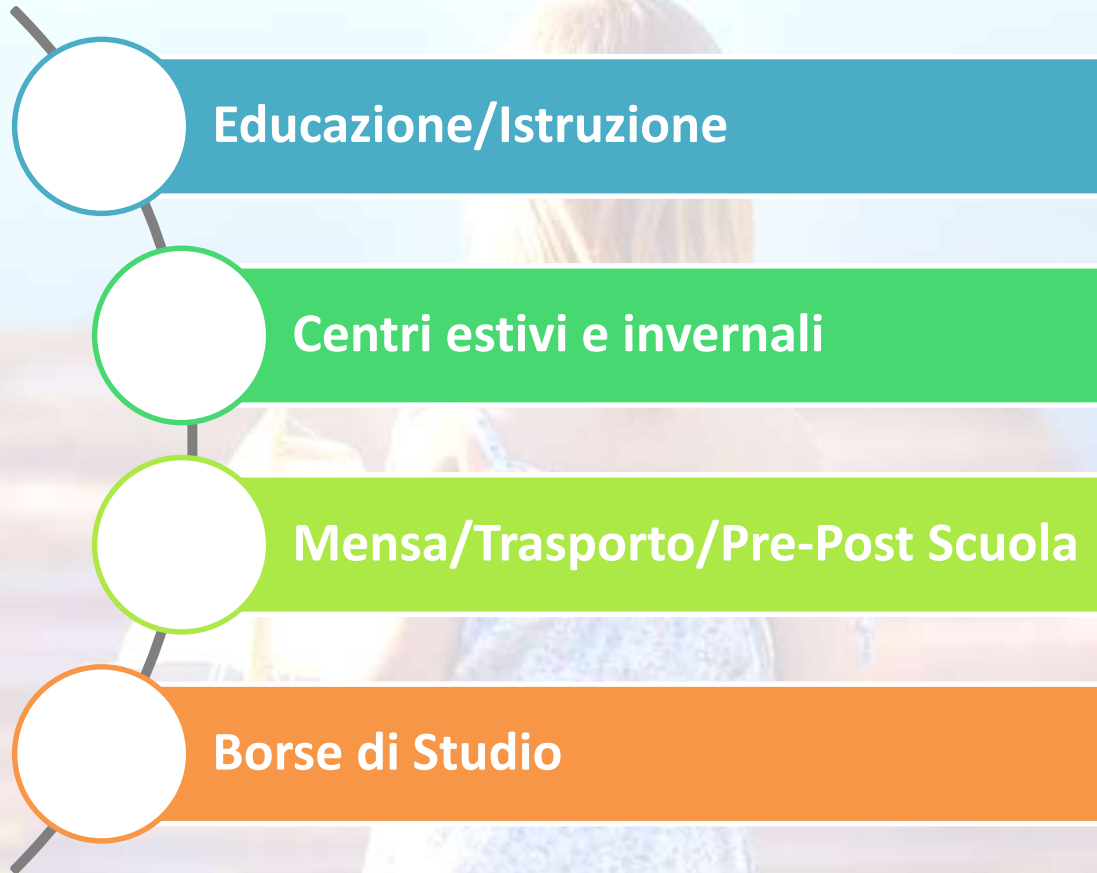 Educazione/Istruzione
Centri estivi e invernali
Mensa/Trasporto/Pre-Post Scuola
Borse di Studio